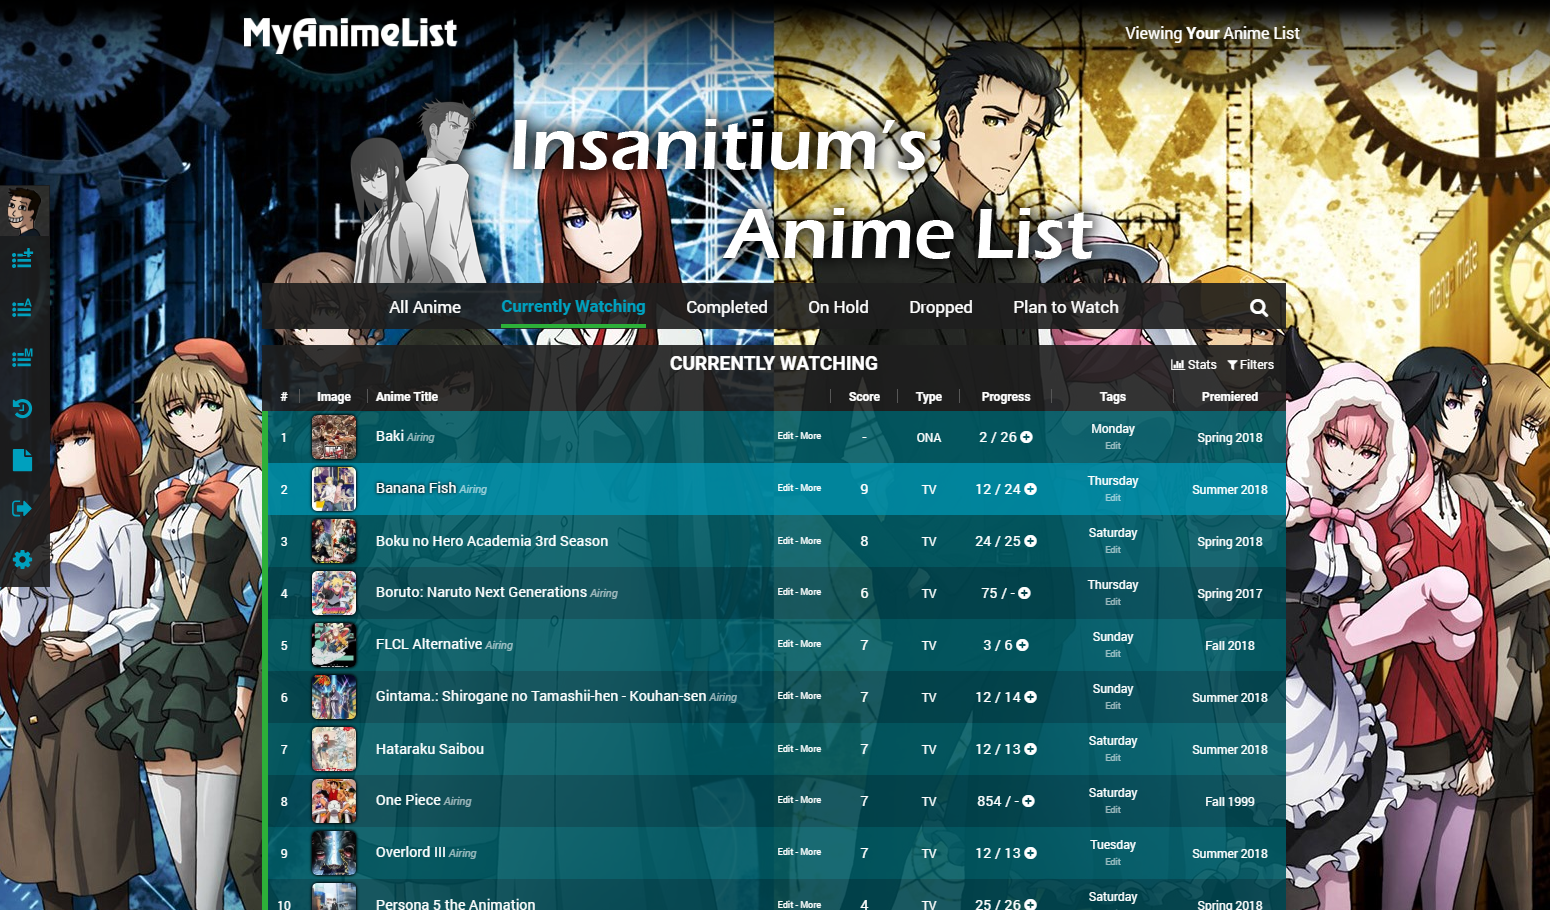 MyAnimeList
Viewing Your Anime List
Insanitium's
Anime List
All Anime Currently Watching Completed On Hold Dropped Plan to Watch
CURRENTLY WATCHING
Stats Filters
# Image Anime Title Score Type Progress Tags Premiered
1 Baki Airing Edit - More - ONA 2 / 26 Monday Edit Spring 2018
2 Banana Fish Airing Edit - More 9 TV 12 / 24 Thursday Edit Summer 2018
3 Boku no Hero Academia 3rd Season Edit - More 8 TV 24 / 25 Saturday Edit Spring 2018
4 Boruto: Naruto Next Generations Airing Edit - More 6 TV 75 / - Thursday Edit Spring 2017
5 FLCL Alternative Airing Edit - More 7 TV 3 / 6 Sunday Edit Fall 2018
6 Gintama.: Shirogane no Tamashii-hen - Kouhan-sen Airing Edit - More 7 TV 12 / 14 Sunday Edit Summer 2018
7 Hataraku Saibou Edit - More 7 TV 12 / 13 Saturday Edit Summer 2018
8 One Piece Airing Edit - More 7 TV 854 / - Saturday Edit Fall 1999
9 Overlord III Airing Edit - More 7 TV 12 / 13 Tuesday Edit Summer 2018
10 Persona 5 the Animation Edit - More 4 TV 25 / 26 Saturday Spring 2018